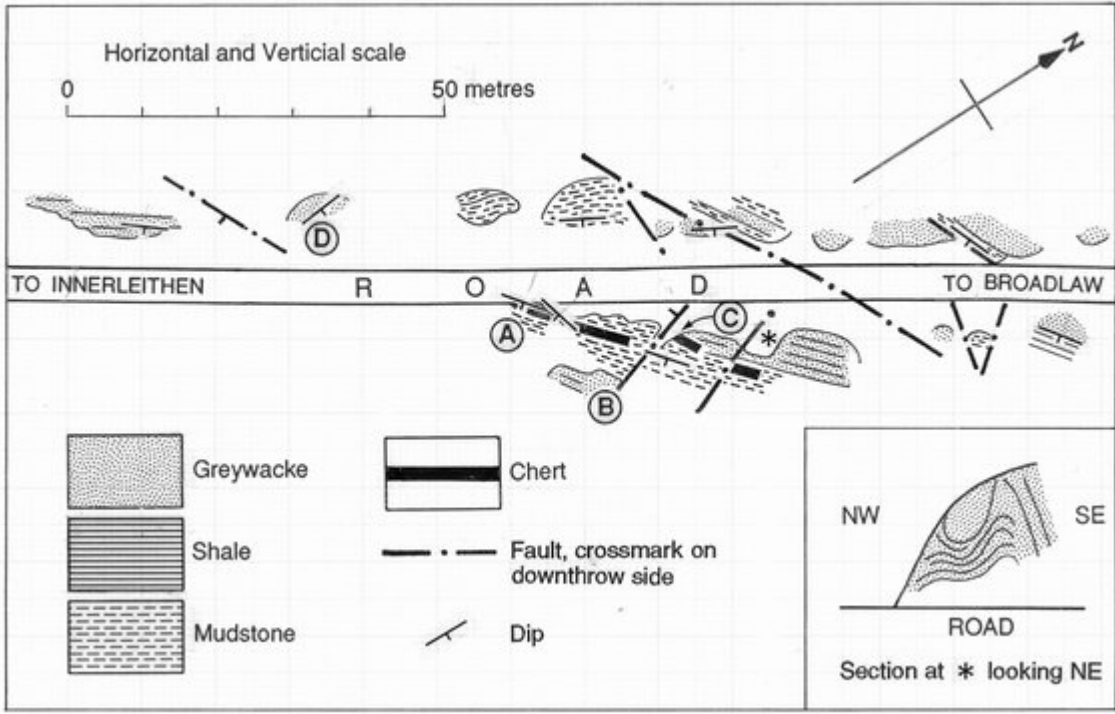 Horizontal and Verticial scale
0
50 metres
N
D
TO INNERLEITHEN
R O A D
TO BROADLAW
A
C
*
B
Greywacke
Chert
Shale
Fault, crossmark on
downthrow side
Mudstone
Dip
NW
SE
ROAD
Section at * looking NE